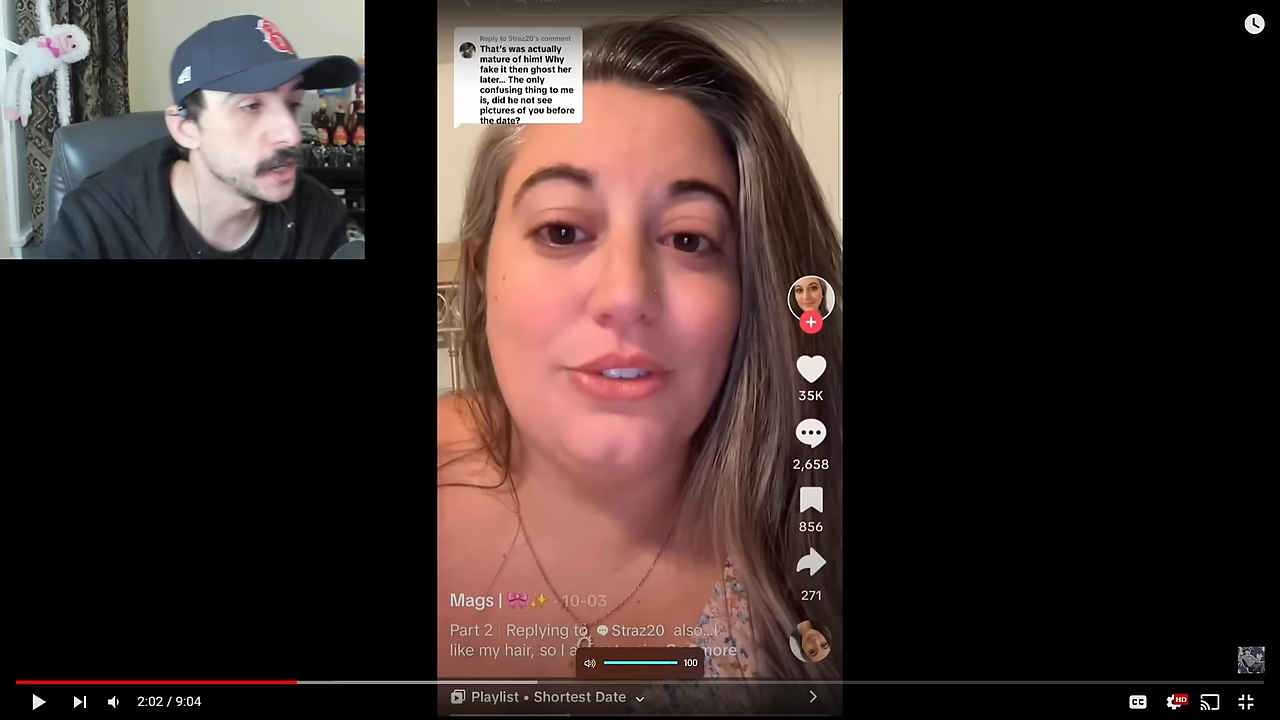 Reply to Straz20's comment
That's was actually
mature of him! Why
fake it then ghost her
later... The only
confusing thing to me
is, did he not see
pictures of you before
the date?
35K
2,658
856
271
Mags | 🎀✨ · 10-03
Part 2 | Replying to 💬Straz20 also...I
like my hair, so I a
more
100
Playlist • Shortest Date
2:02 / 9:04
CC
HD